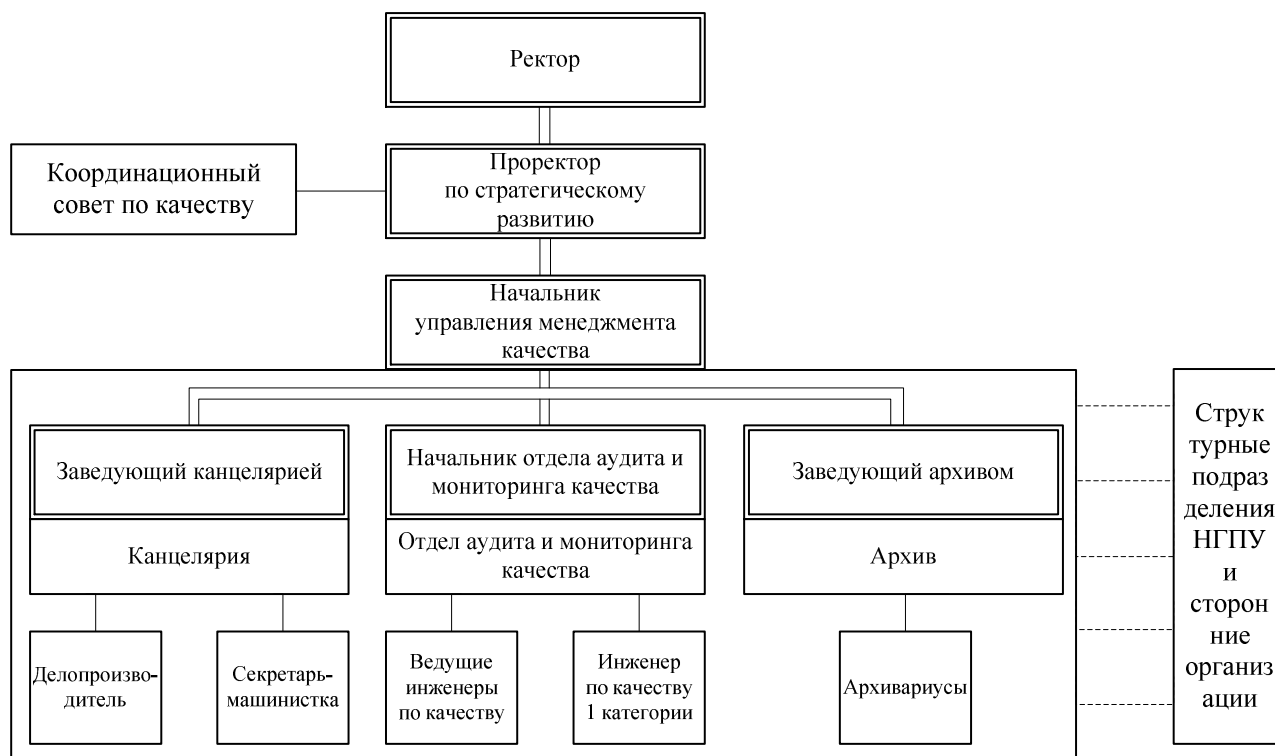 Ректор
Координационный
совет по качеству
Проректор
по стратегическому
развитию
Начальник
управления менеджмента
качества
Заведующий канцелярией
Канцелярия
Начальник отдела аудита и
мониторинга качества
Отдел аудита и мониторинга
качества
Заведующий архивом
Архив
Делопроизво-
дитель
Секретарь-
машинистка
Ведущие
инженеры
по качеству
Инженер
по качеству
1 категории
Архивариусы
Струк
турные
подраз
деления
НГПУ
и
сторон
ние
организ
ации